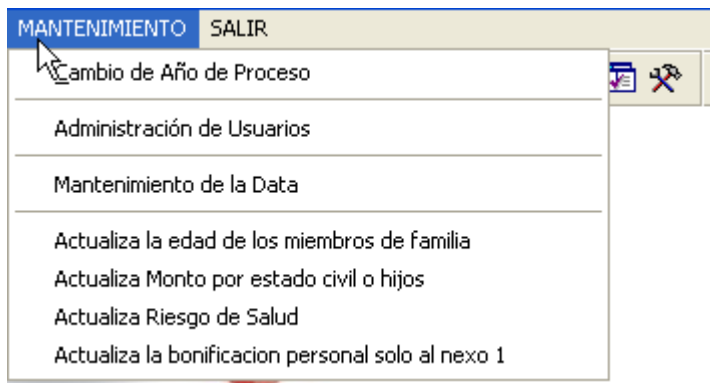 MANTENIMIENTO SALIR
Cambio de Año de Proceso
Administración de Usuarios
Mantenimiento de la Data
Actualiza la edad de los miembros de familia
Actualiza Monto por estado civil o hijos
Actualiza Riesgo de Salud
Actualiza la bonificacion personal solo al nexo 1